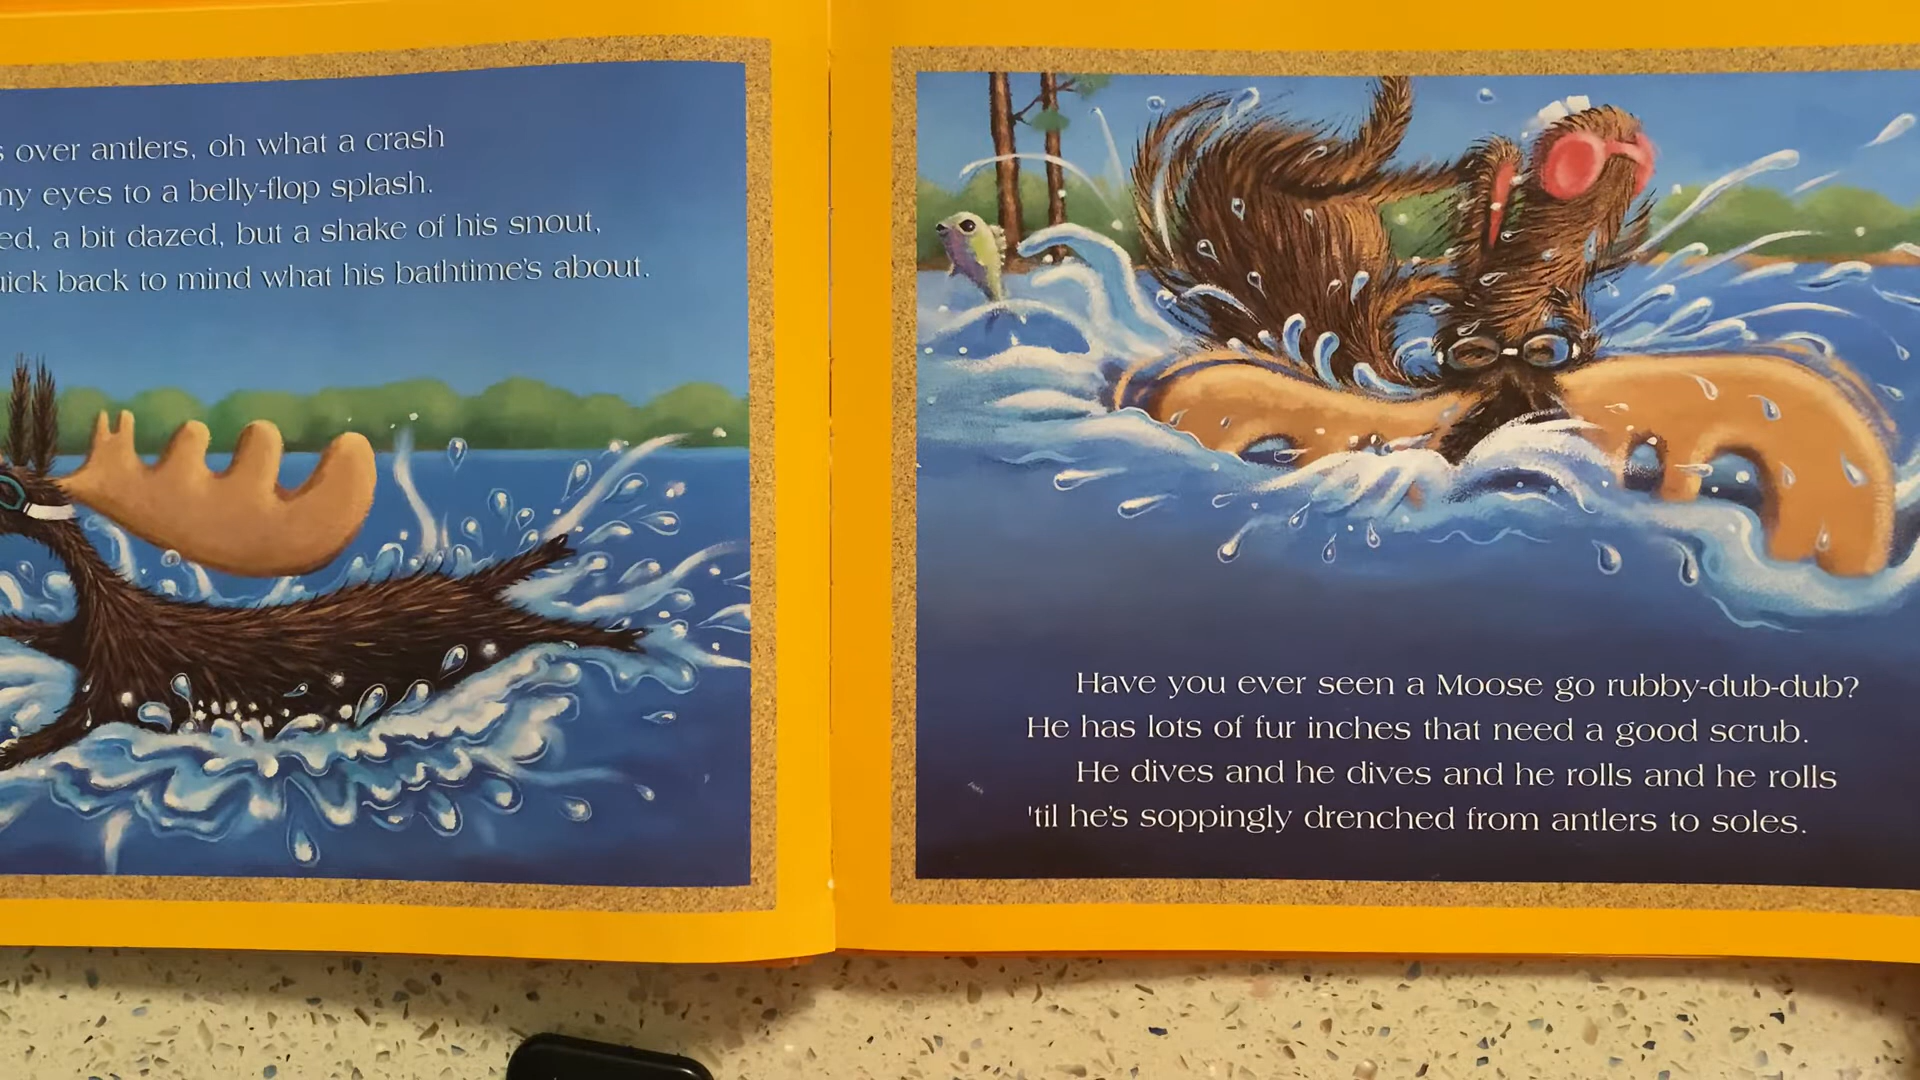 over antlers, oh what a crash
eyes to a belly-flop splash.
a bit dazed, but a shake of his snout,
back to mind what his bathtime's about.
Have you ever seen a Moose go rubby-dub-dub?
He has lots of fur inches that need a good scrub.
He dives and he dives and he rolls and he rolls
'til he's soppingly drenched from antlers to soles.